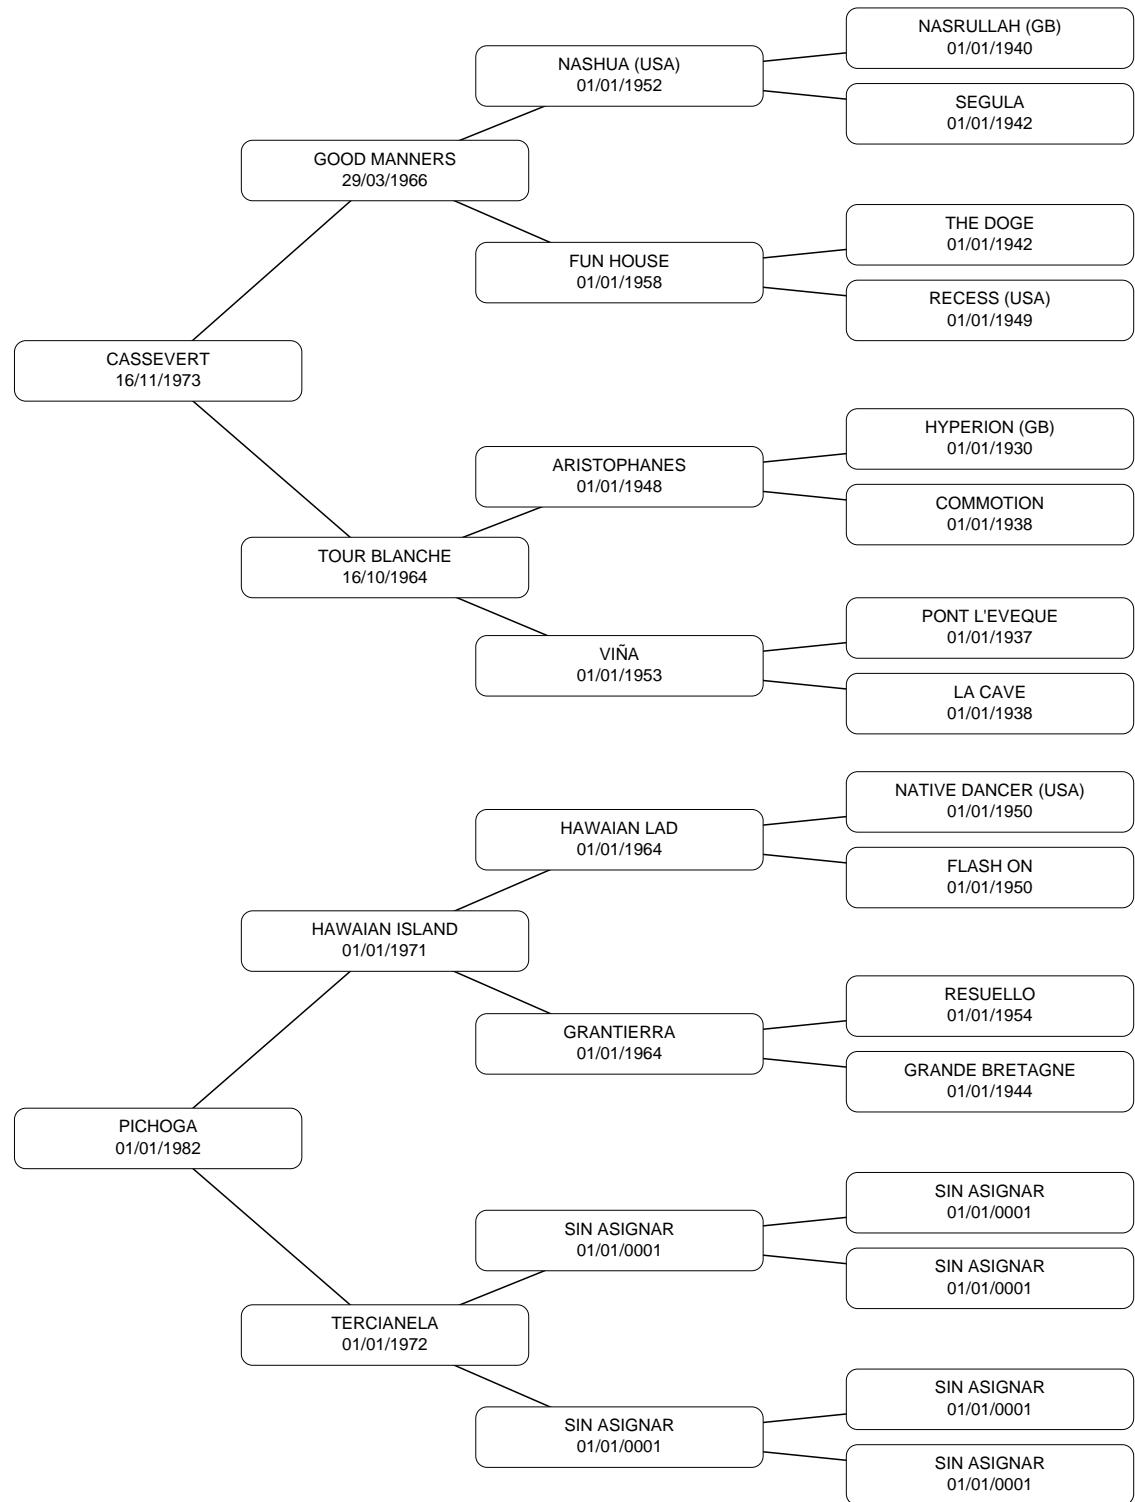 NASRULLAH (GB)
01/01/1940
NASHUA (USA)
01/01/1952
SEGULA
01/01/1942
GOOD MANNERS
29/03/1966
THE DOGE
01/01/1942
FUN HOUSE
01/01/1958
RECESS (USA)
01/01/1949
CASSEVERT
16/11/1973
HYPERION (GB)
01/01/1930
ARISTOPHANES
01/01/1948
COMMOTION
01/01/1938
TOUR BLANCHE
16/10/1964
PONT L'EVEQUE
01/01/1937
VIÑA
01/01/1953
LA CAVE
01/01/1938
NATIVE DANCER (USA)
01/01/1950
HAWAIAN LAD
01/01/1964
FLASH ON
01/01/1950
HAWAIAN ISLAND
01/01/1971
RESUELLO
01/01/1954
GRANTIERRA
01/01/1964
GRANDE BRETAGNE
01/01/1944
PICHOGA
01/01/1982
SIN ASIGNAR
01/01/0001
SIN ASIGNAR
01/01/0001
SIN ASIGNAR
01/01/0001
TERCIANELA
01/01/1972
SIN ASIGNAR
01/01/0001
SIN ASIGNAR
01/01/0001
SIN ASIGNAR
01/01/0001